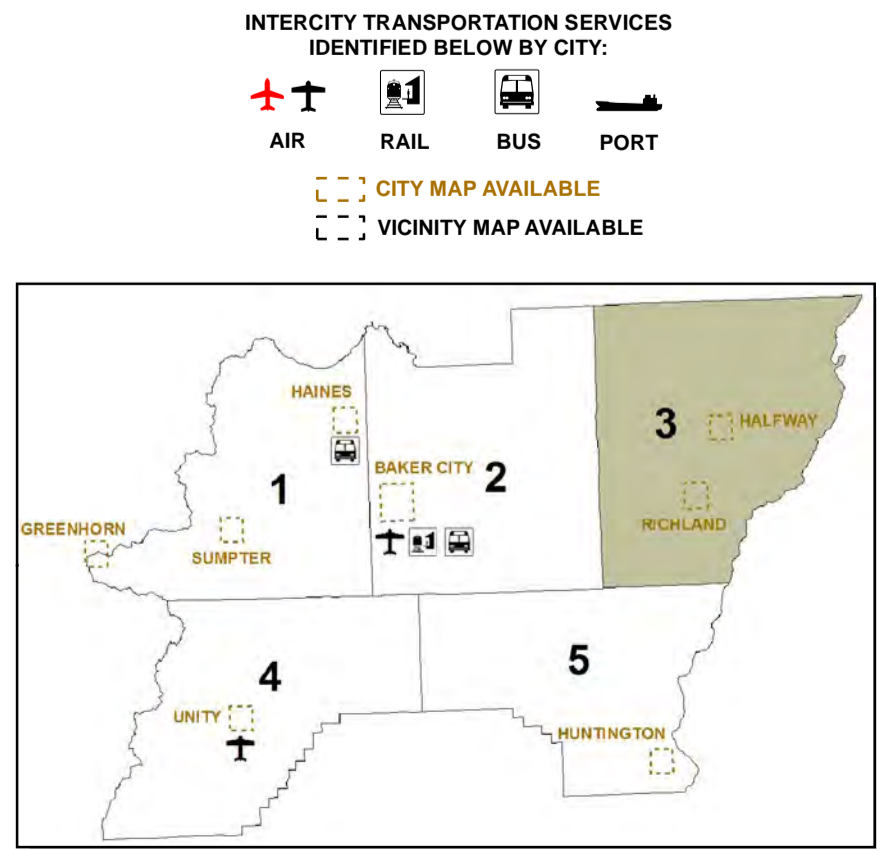 INTERCITY TRANSPORTATION SERVICES
IDENTIFIED BELOW BY CITY:
AIR RAIL BUS PORT
CITY MAP AVAILABLE
VICINITY MAP AVAILABLE
HAINES
3
HALFWAY
BAKER CITY
2
1
GREENHORN
RICHLAND
SUMPTER
5
4
UNITY
HUNTINGTON